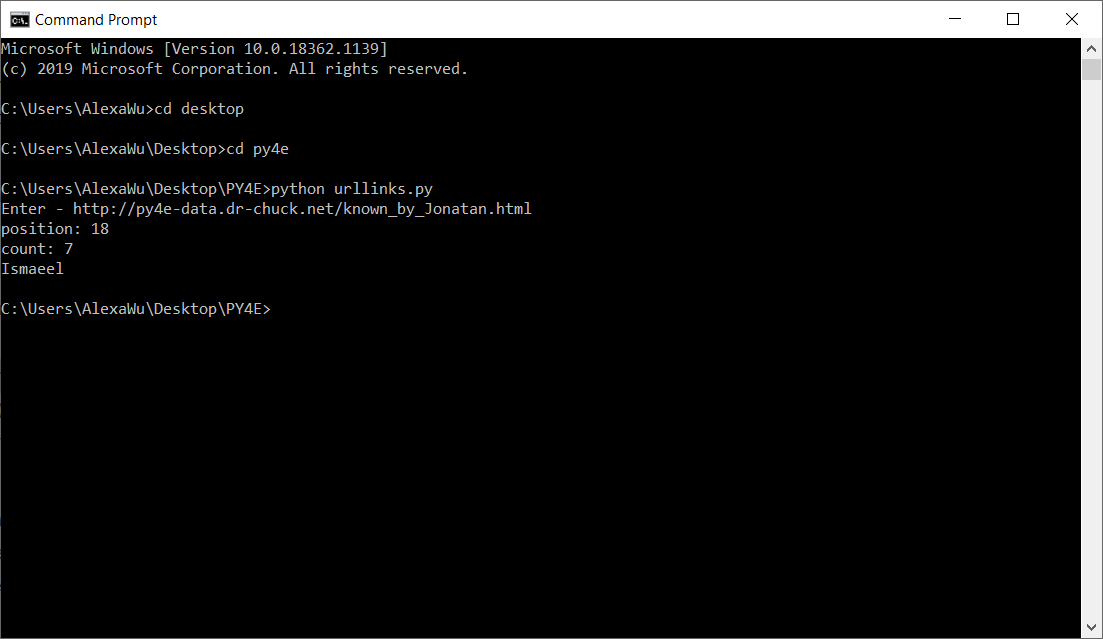 Command Prompt
Microsoft Windows [Version 10.0.18362.1139]
(c) 2019 Microsoft Corporation. All rights reserved.
C:\Users\AlexaWu>cd desktop
C:\Users\AlexaWu\Desktop>cd py4e
C:\Users\AlexaWu\Desktop\PY4E>python urllinks.py
Enter - http://py4e-data.dr-chuck.net/known_by_Jonatan.html
position: 18
count: 7
Ismaeel
C:\Users\AlexaWu\Desktop\PY4E>